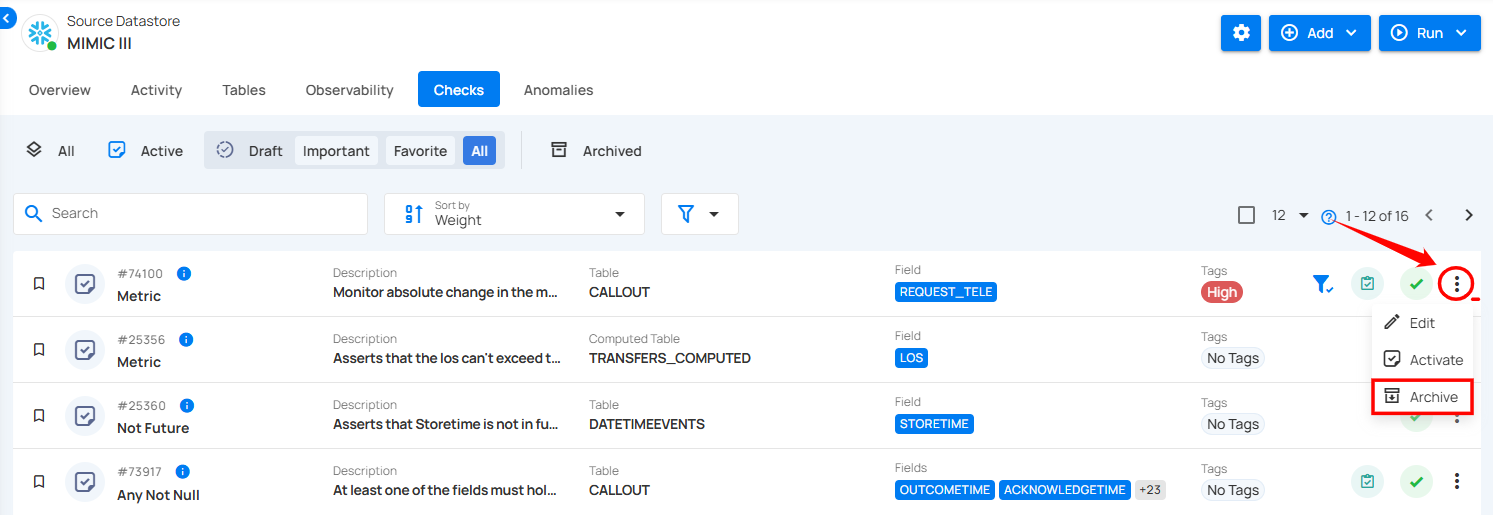 Source Datastore
MIMIC III
Add
Run
Overview
Activity
Tables
Observability
Checks
Anomalies
All
Active
Draft
Important
Favorite
All
Archived
Search
Sort by
Weight
12
1 - 12 of 16
#74100
Metric
Description
Monitor absolute change in the m...
Table
CALLOUT
Field
REQUEST_TELE
Tags
High
Edit
Activate
Archive
#25356
Metric
Description
Asserts that the los can't exceed t...
Computed Table
TRANSFERS_COMPUTED
Field
LOS
Tags
No Tags
#25360
Not Future
Description
Asserts that Storetime is not in fu...
Table
DATETIMEEVENTS
Field
STORETIME
Tags
No Tags
#73917
Any Not Null
Description
At least one of the fields must hol...
Table
CALLOUT
Fields
OUTCOMETIME ACKNOWLEDGETIME +23
Tags
No Tags